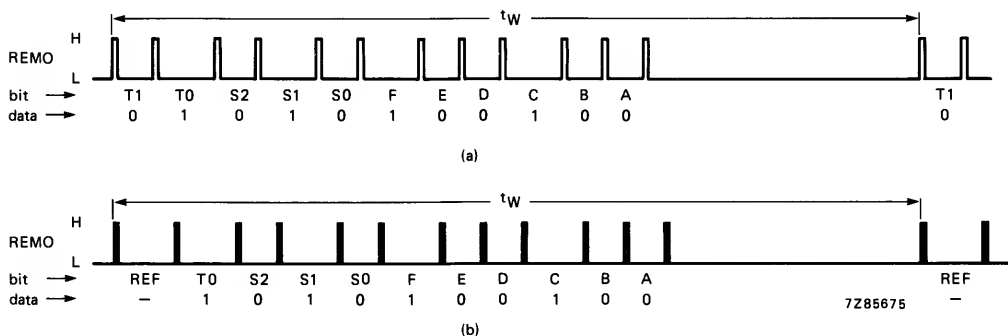 tW
H
REMO
L
bit → T1 T0 S2 S1 S0 F E D C B A T1
data → 0 1 0 1 0 1 0 0 1 0 0 0
(a)
tW
H
REMO
L
bit → REF T0 S2 S1 S0 F E D C B A REF
data → – 1 0 1 0 1 0 0 1 0 0 7Z85675 –
(b)